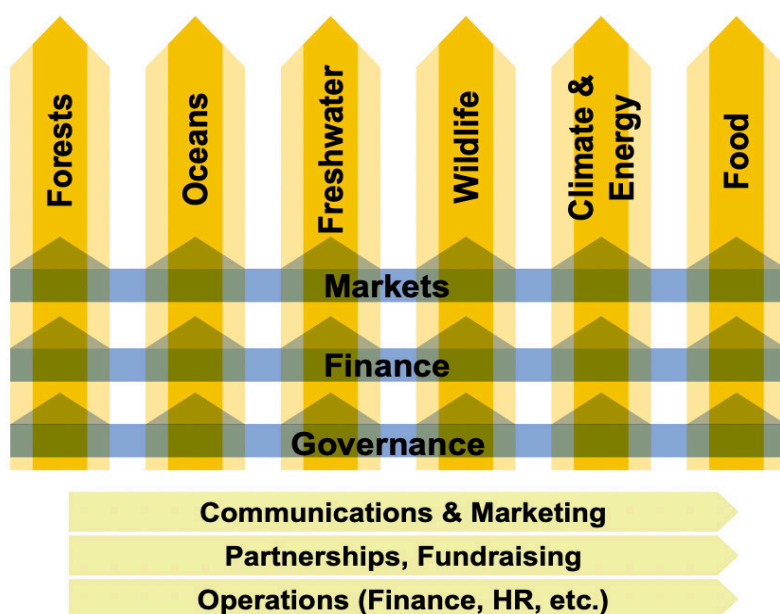 Forests
Oceans
Freshwater
Wildlife
Climate &
Energy
Food
Markets
Finance
Governance
Communications & Marketing
Partnerships, Fundraising
Operations (Finance, HR, etc.)